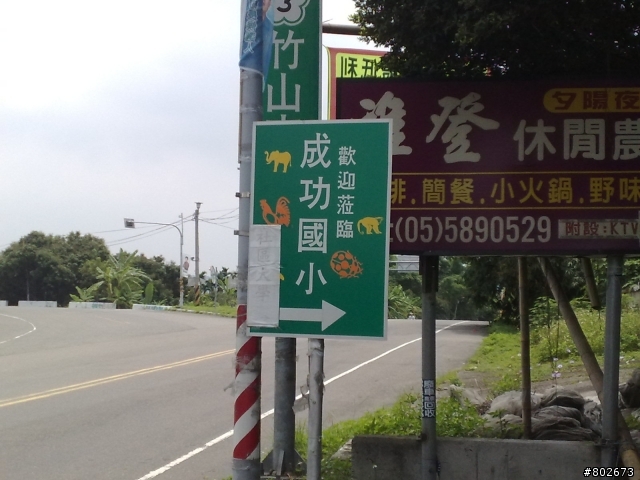 3
竹山
歡迎蒞臨
成功國小
登
夕陽夜
休閒農
排.簡餐.小火鍋.野味
:(05)5890529
附設:KTV
#802673